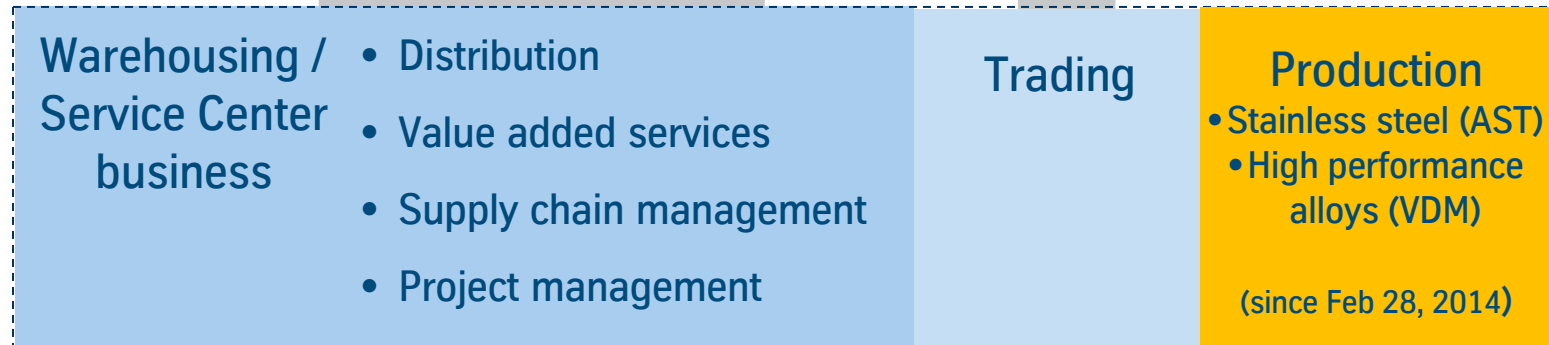 Warehousing /
Service Center
business
• Distribution
• Value added services
• Supply chain management
• Project management
Trading
Production
•Stainless steel (AST)
•High performance
alloys (VDM)
(since Feb 28, 2014)